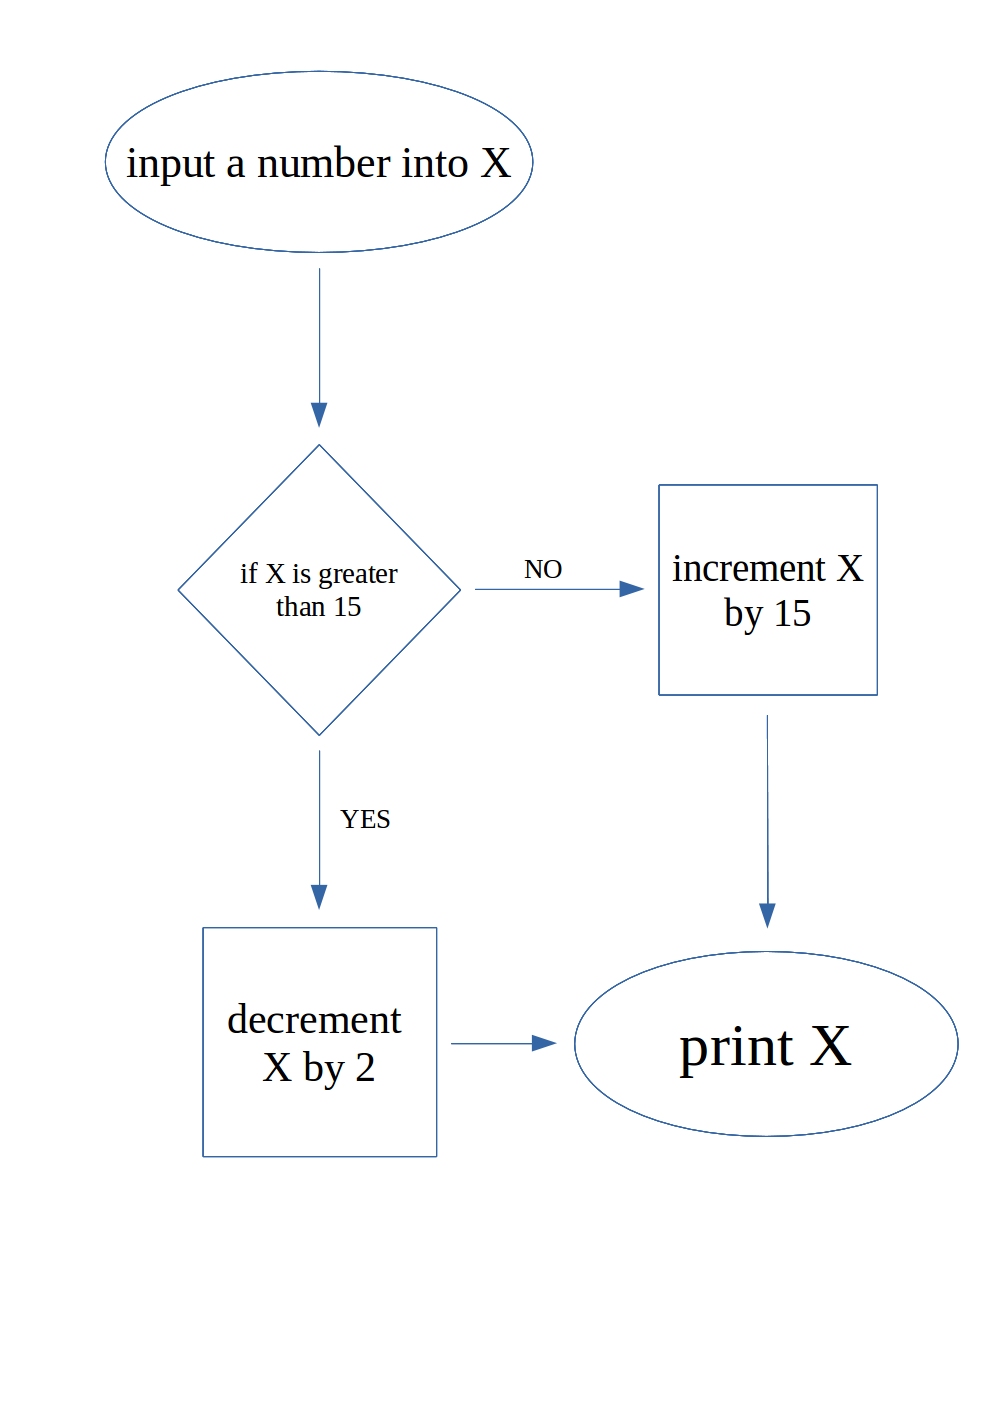 input a number into X
if X is greater
than 15
NO
increment X
by 15
YES
decrement
X by 2
print X